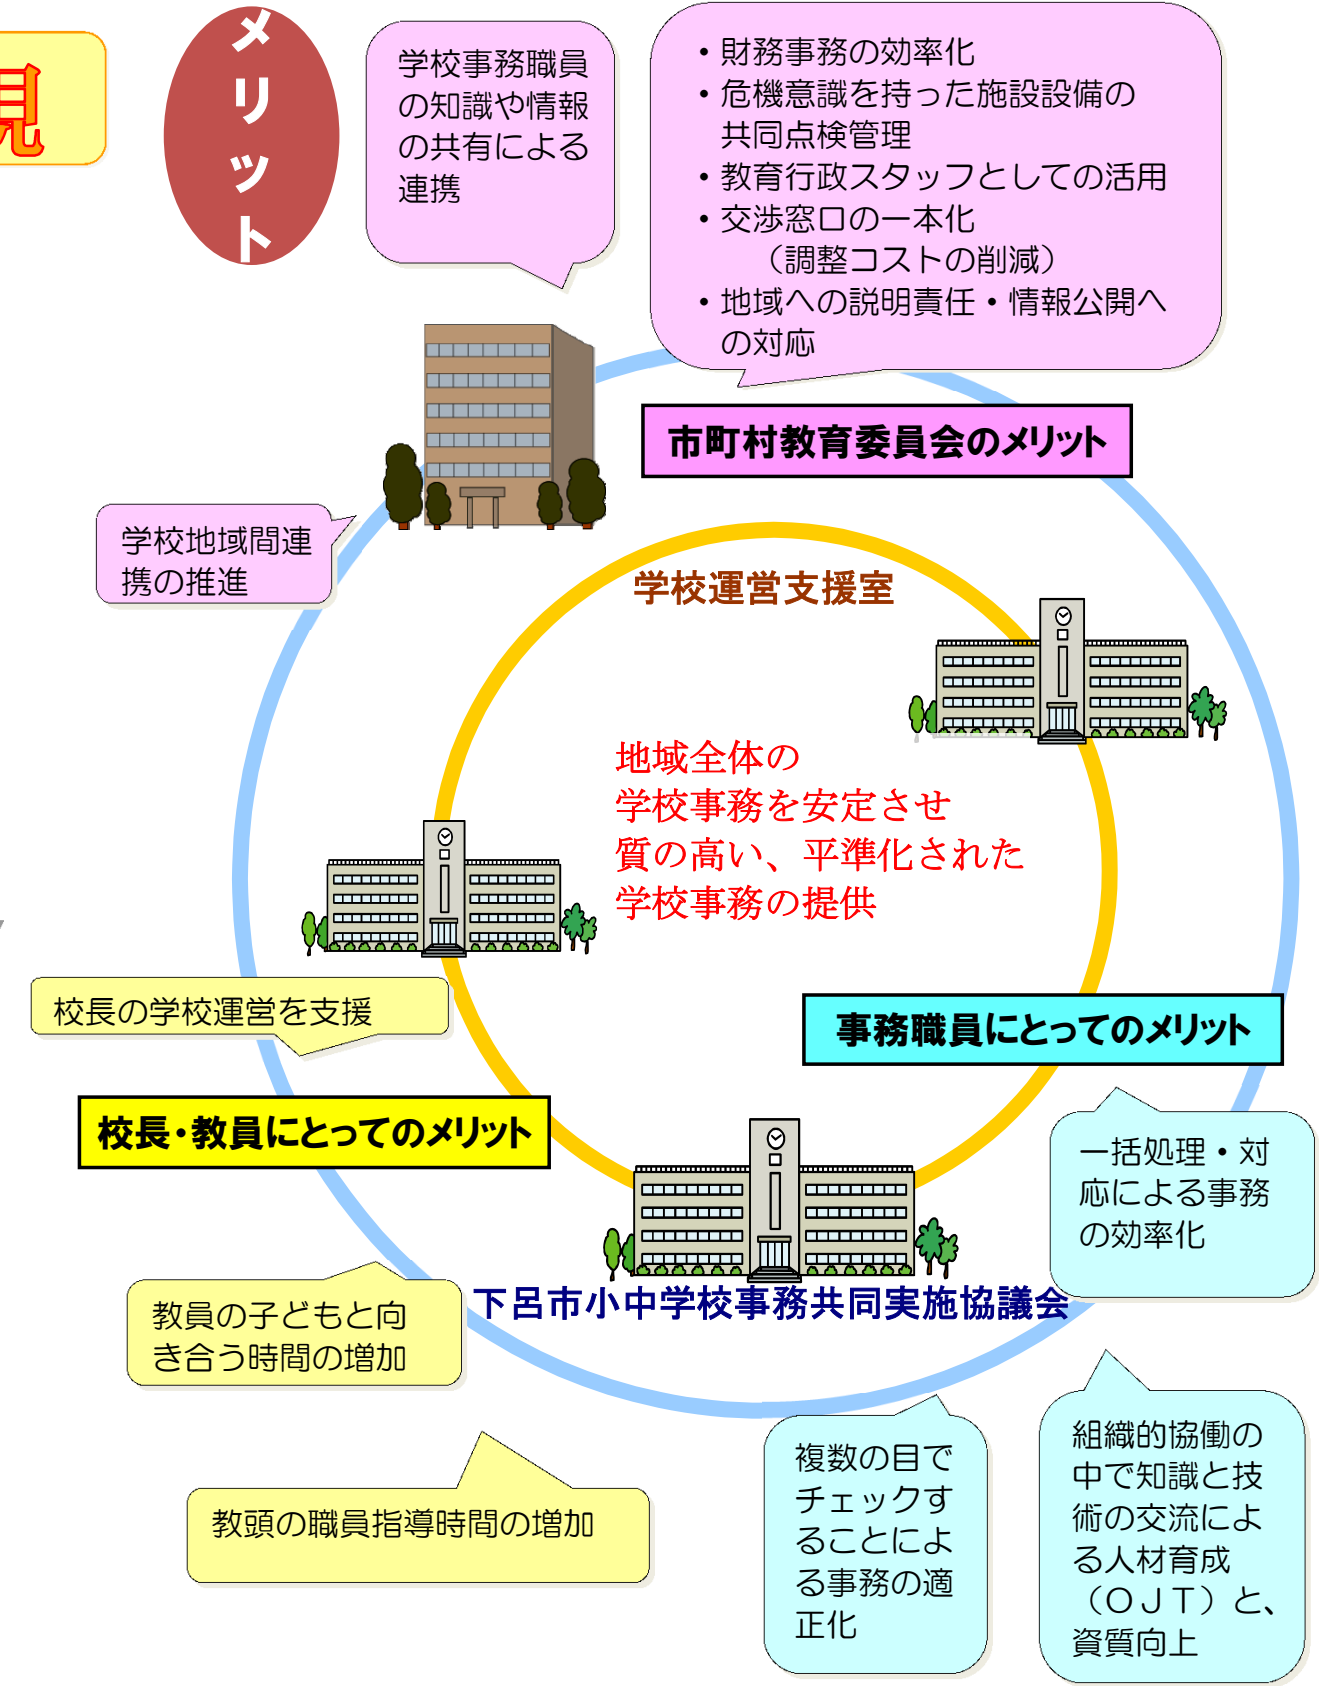 現
メリット
学校事務職員
の知識や情報
の共有による
連携
・財務事務の効率化
・危機意識を持った施設設備の
共同点検管理
・教育行政スタッフとしての活用
・交渉窓口の一本化
（調整コストの削減）
・地域への説明責任・情報公開へ
の対応
市町村教育委員会のメリット
学校地域間連
携の推進
学校運営支援室
地域全体の
学校事務を安定させ
質の高い、平準化された
学校事務の提供
校長の学校運営を支援
事務職員にとってのメリット
校長・教員にとってのメリット
一括処理・対
応による事務
の効率化
教員の子どもと向
き合う時間の増加
下呂市小中学校事務共同実施協議会
教頭の職員指導時間の増加
複数の目で
チェックす
ることによ
る事務の適
正化
組織的協働の
中で知識と技
術の交流によ
る人材育成
（ＯＪＴ）と、
資質向上